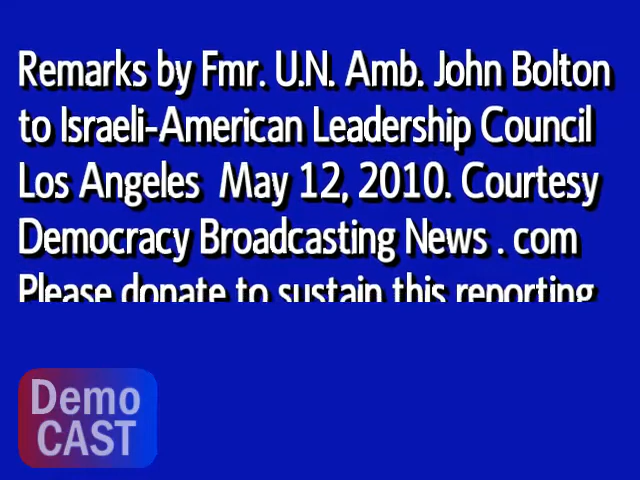 Remarks by Fmr. U.N. Amb. John Bolton
to Israeli-American Leadership Council
Los Angeles  May 12, 2010. Courtesy
Democracy Broadcasting News . com
Please donate to sustain this reporting
Demo
CAST